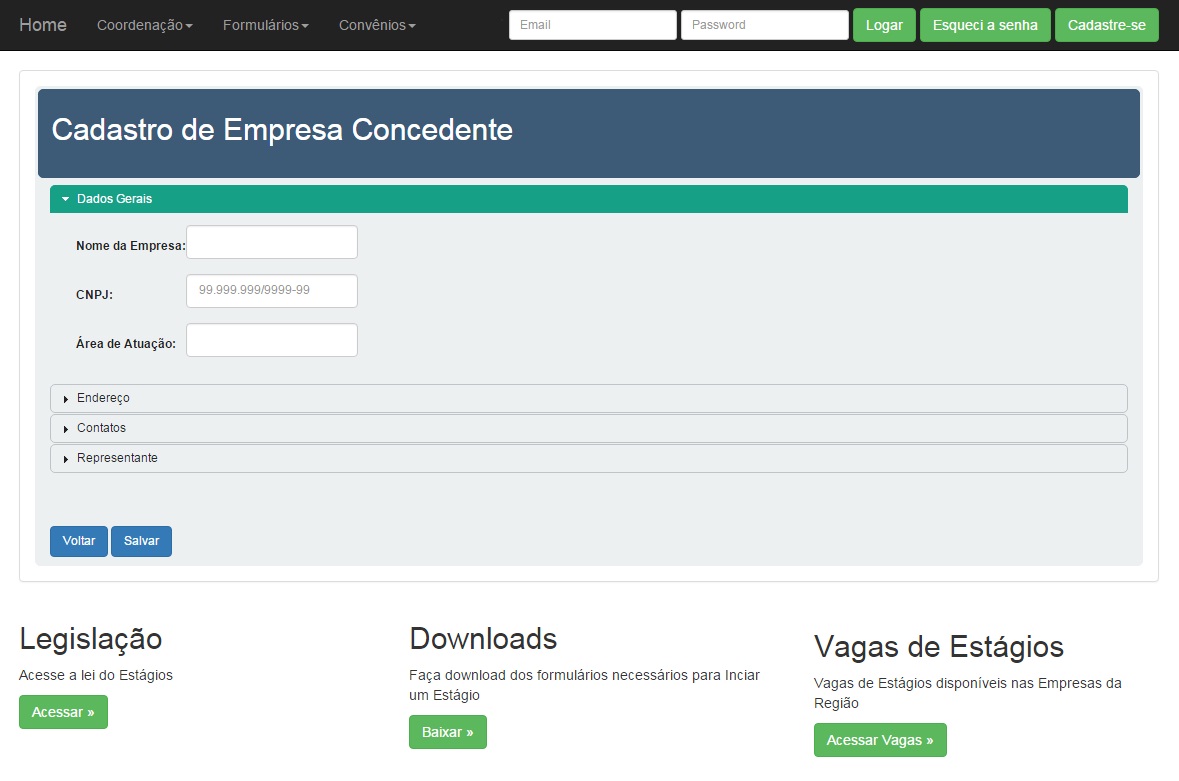 Home Coordenação Formulários Convênios Email Password Logar Esqueci a senha Cadastre-se
Cadastro de Empresa Concedente
Dados Gerais
Nome da Empresa:
CNPJ: 99.999.999/9999-99
Área de Atuação:
Endereço
Contatos
Representante
Voltar Salvar
Legislação
Acesse a lei do Estágios
Acessar »
Downloads
Faça download dos formulários necessários para Inciar
um Estágio
Baixar »
Vagas de Estágios
Vagas de Estágios disponíveis nas Empresas da
Região
Acessar Vagas »